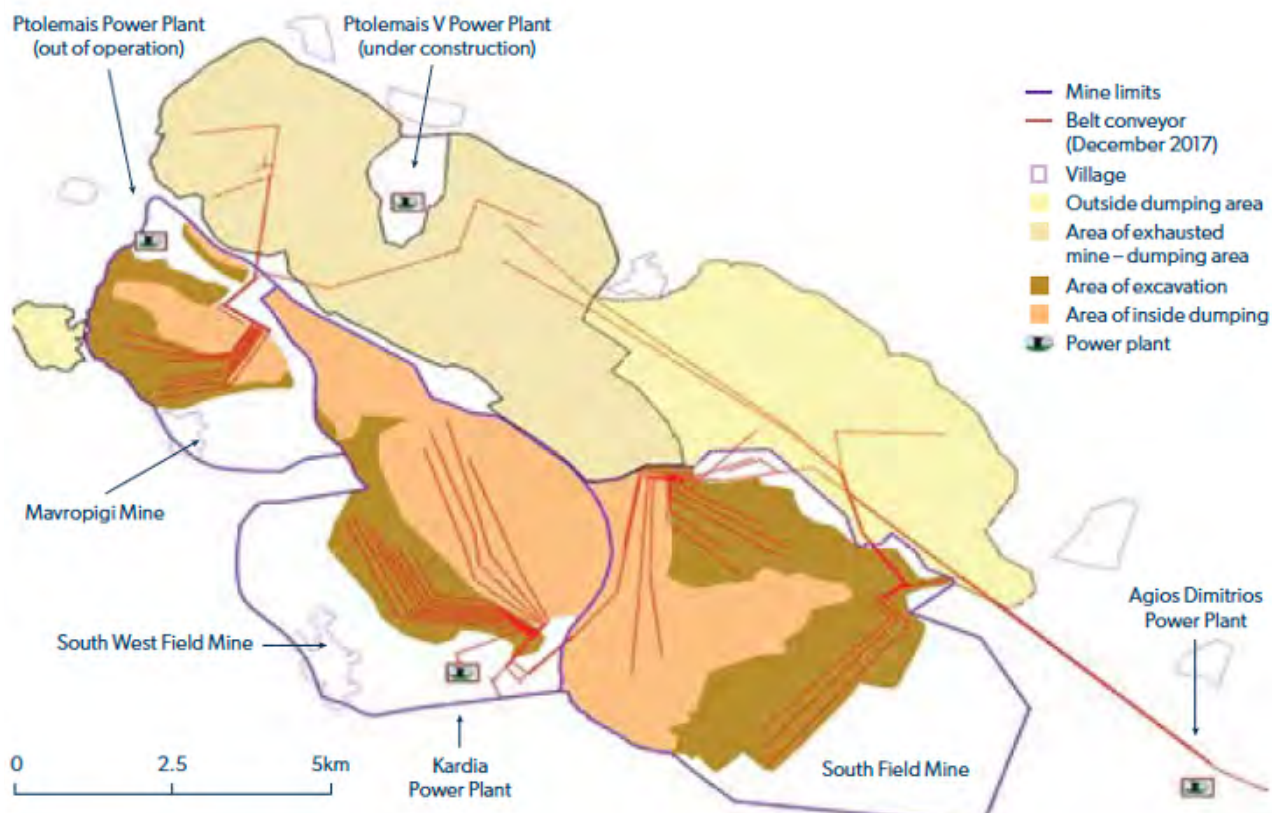 Ptolemais Power Plant
(out of operation)
Ptolemais V Power Plant
(under construction)
Mine limits
Belt conveyor
(December 2017)
Village
Outside dumping area
Area of exhausted
mine – dumping area
Area of excavation
Area of inside dumping
Power plant
Mavropigi Mine
South West Field Mine
Agios Dimitrios
Power Plant
0 2.5 5km
Kardia
Power Plant
South Field Mine